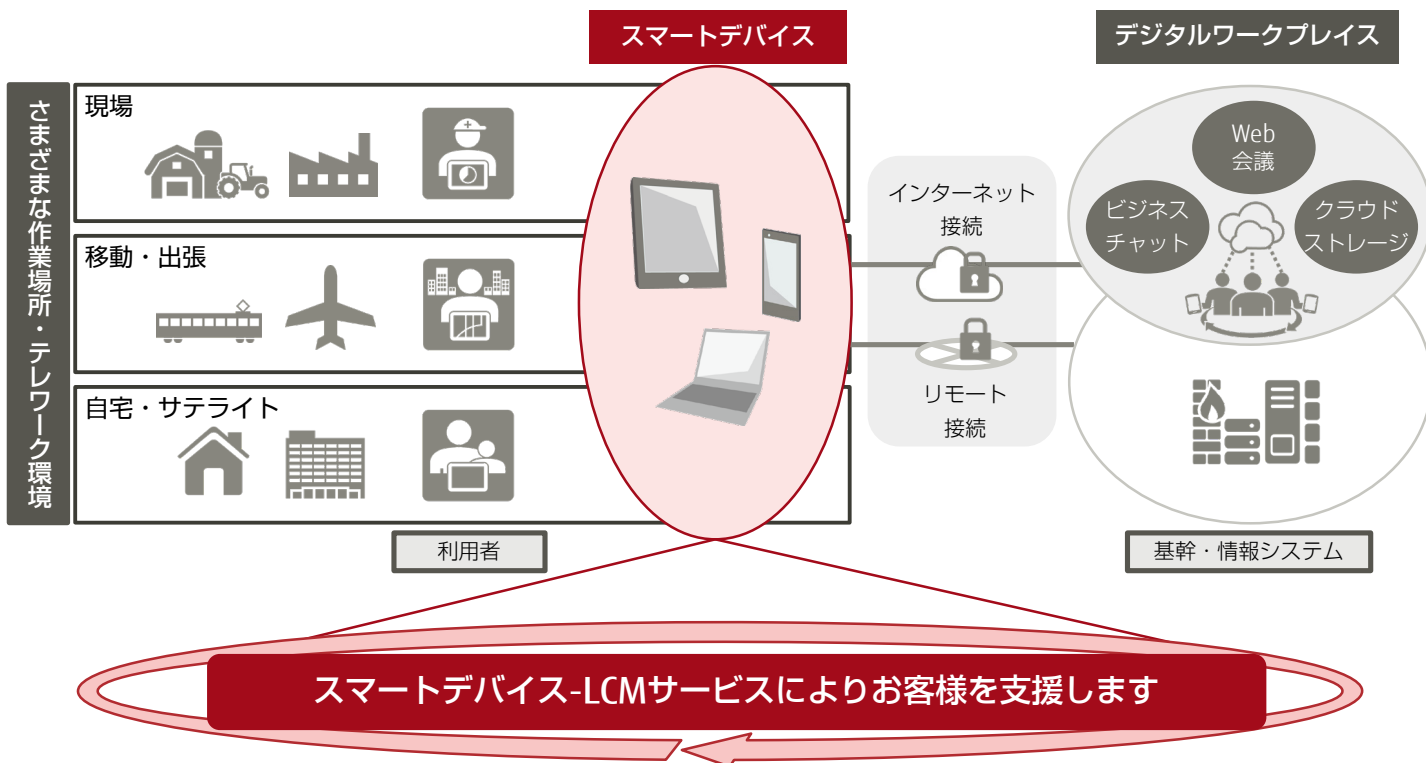 スマートデバイス
デジタルワークプレイス
さまざまな作業場所・テレワーク環境
現場
移動・出張
自宅・サテライト
利用者
インターネット
接続
リモート
接続
Web
会議
ビジネス
チャット
クラウド
ストレージ
基幹・情報システム
スマートデバイス-LCMサービスによりお客様を支援します